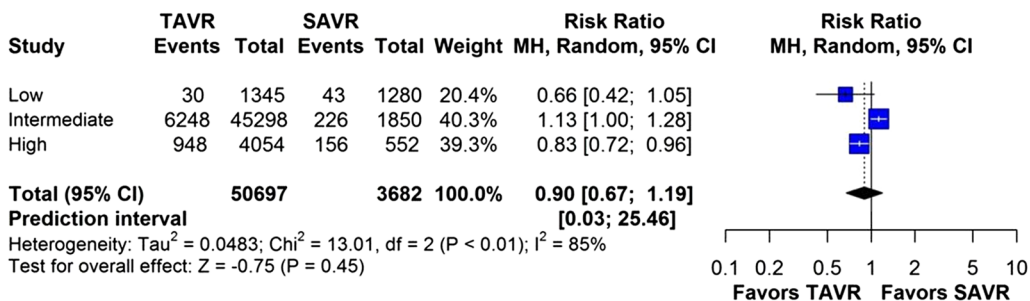 TAVR SAVR Risk Ratio Risk Ratio
Study Events Total Events Total Weight MH, Random, 95% CI MH, Random, 95% CI
Low 30 1345 43 1280 20.4% 0.66 [0.42; 1.05]
Intermediate 6248 45298 226 1850 40.3% 1.13 [1.00; 1.28]
High 948 4054 156 552 39.3% 0.83 [0.72; 0.96]
Total (95% CI) 50697 3682 100.0% 0.90 [0.67; 1.19]
Prediction interval [0.03; 25.46]
Heterogeneity: Tau² = 0.0483; Chi² = 13.01, df = 2 (P < 0.01); I² = 85%
Test for overall effect: Z = -0.75 (P = 0.45)
0.1 0.2 0.5 1 2 5 10
Favors TAVR Favors SAVR